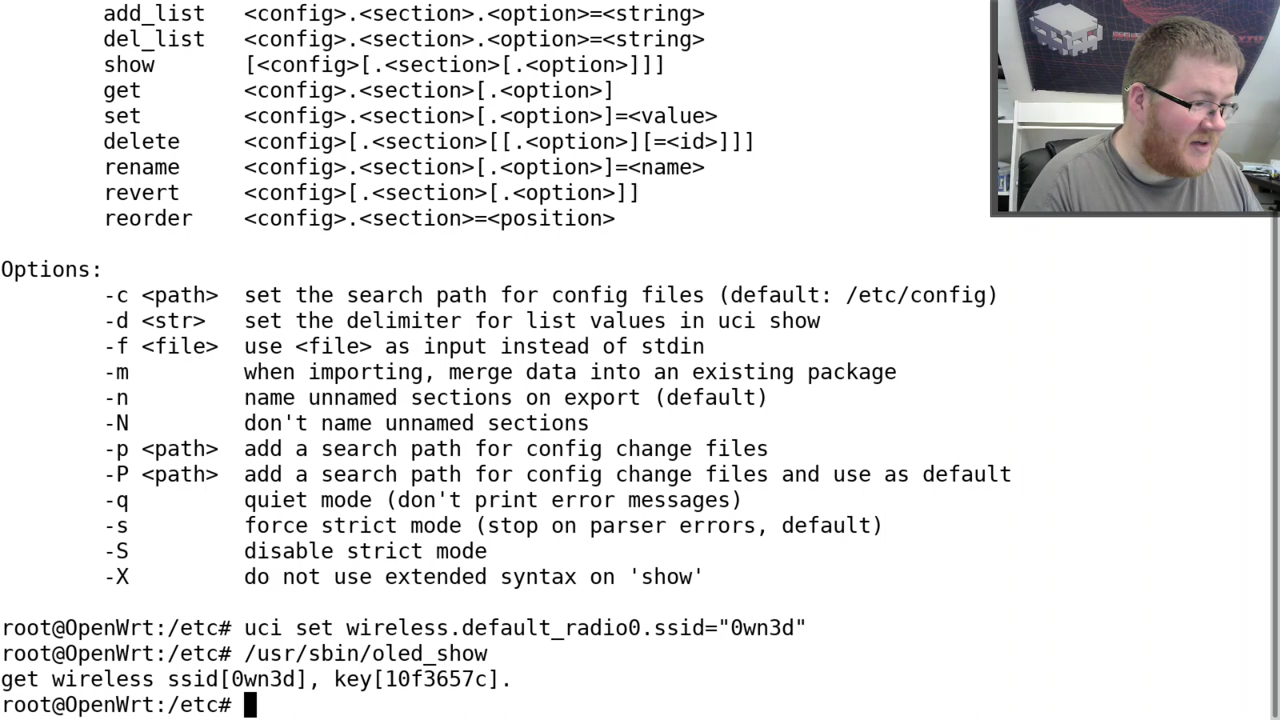 add_list <config>.<section>.<option>=<string>
del_list <config>.<section>.<option>=<string>
show [<config>[.<section>[.<option>]]]
get <config>.<section>[.<option>]
set <config>.<section>[.<option>]=<value>
delete <config>[.<section>[[.<option>][=<id>]]]
rename <config>.<section>[.<option>]=<name>
revert <config>[.<section>[.<option>]]
reorder <config>.<section>=<position>
Options:
-c <path> set the search path for config files (default: /etc/config)
-d <str> set the delimiter for list values in uci show
-f <file> use <file> as input instead of stdin
-m when importing, merge data into an existing package
-n name unnamed sections on export (default)
-N don't name unnamed sections
-p <path> add a search path for config change files
-P <path> add a search path for config change files and use as default
-q quiet mode (don't print error messages)
-s force strict mode (stop on parser errors, default)
-S disable strict mode
-X do not use extended syntax on 'show'
root@OpenWrt:/etc# uci set wireless.default_radio0.ssid="0wn3d"
root@OpenWrt:/etc# /usr/sbin/oled_show
get wireless ssid[0wn3d], key[10f3657c].
root@OpenWrt:/etc#